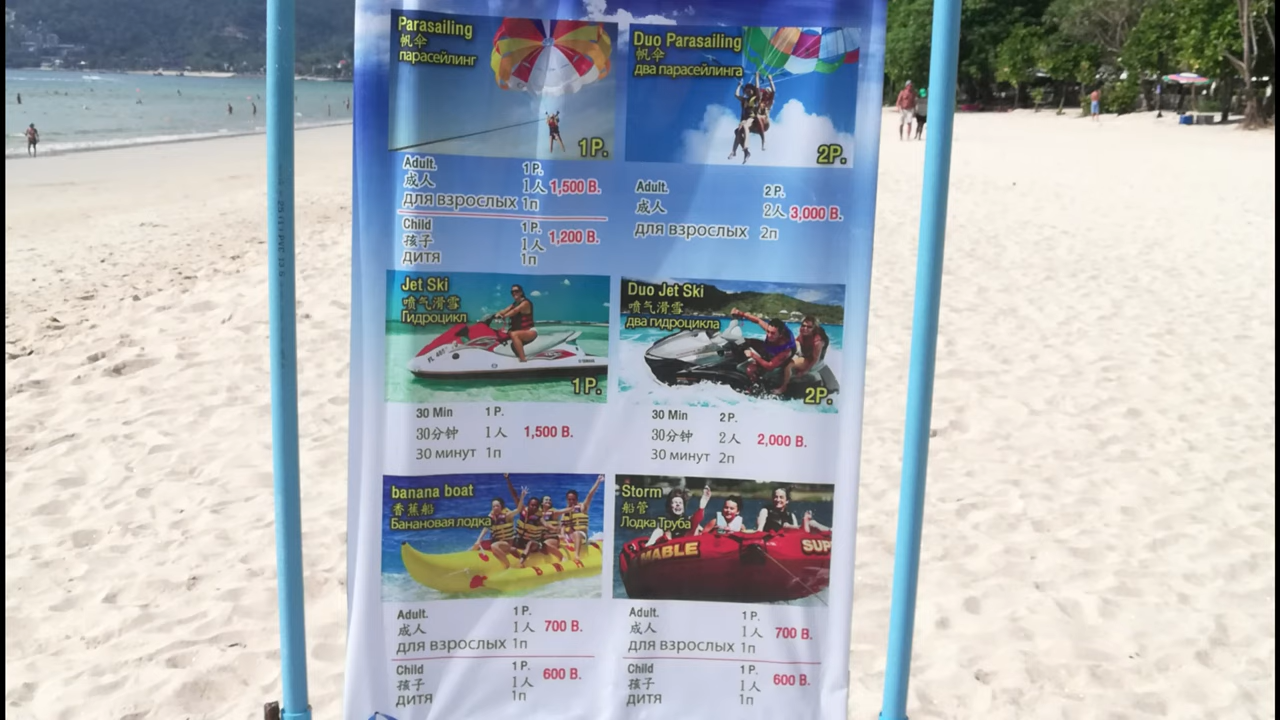 Parasailing
帆伞
парасейлинг
1P.
Adult. 1P.
成人 1人 1,500 B.
для взрослых 1п
Child 1P.
孩子 1人 1,200 B.
дитя 1п
Duo Parasailing
帆伞
два парасейлинга
2P.
Adult. 2P.
成人 2人 3,000 B.
для взрослых 2п
Jet Ski
喷气滑雪
Гидроцикл
1P.
30 Min 1P.
30分钟 1人 1,500 B.
30 минут 1п
Duo Jet Ski
喷气滑雪
два гидроцикла
2P.
30 Min 2P.
30分钟 2人 2,000 B.
30 минут 2п
banana boat
香蕉船
Банановая лодка
Adult. 1P.
成人 1人 700 B.
для взрослых 1п
Child 1P.
孩子 1人 600 B.
дитя 1п
Storm
船管
Лодка Труба
MABLE SUP
Adult. 1P.
成人 1人 700 B.
для взрослых 1п
Child 1P.
孩子 1人 600 B.
дитя 1п